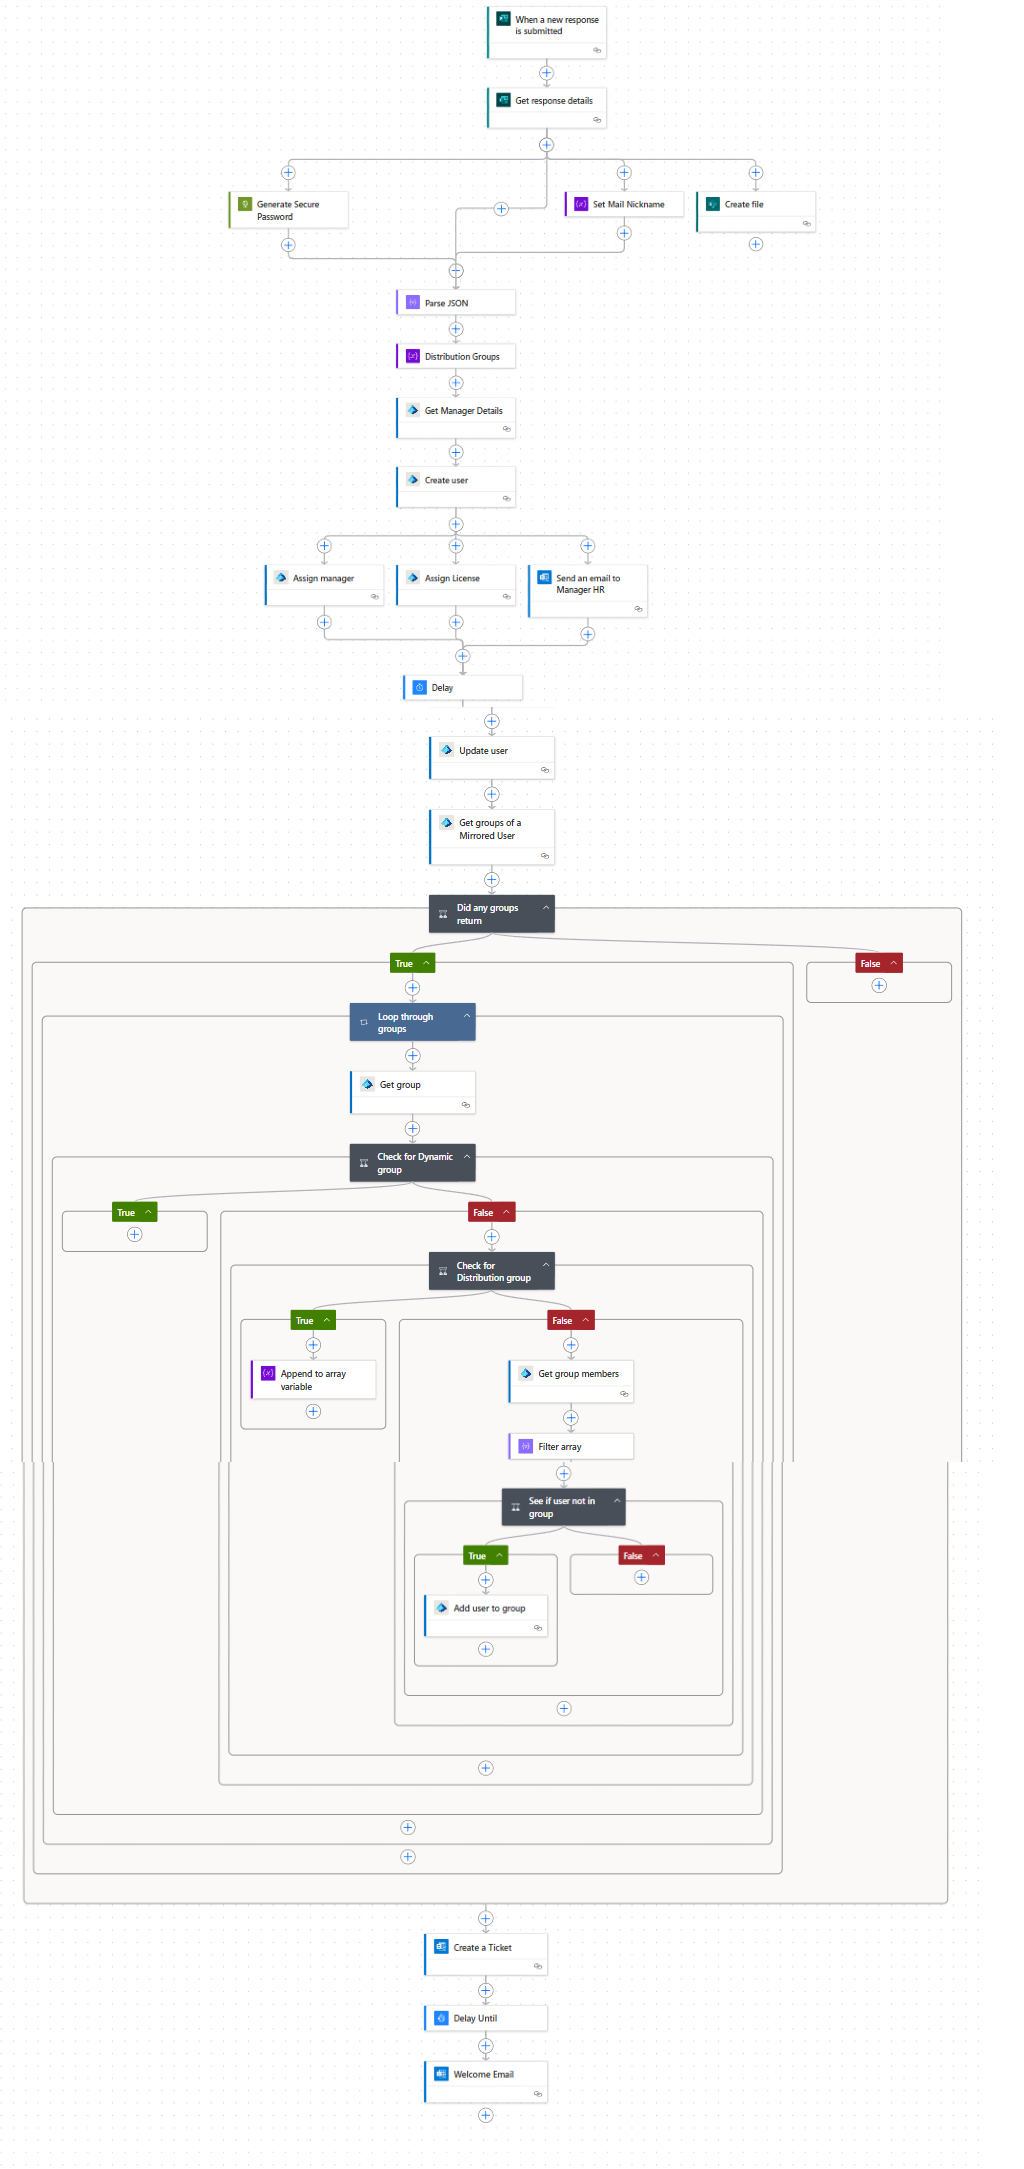 When a new response
is submitted
Get response details
Generate Secure
Password
Set Mail Nickname
Create file
Parse JSON
Distribution Groups
Get Manager Details
Create user
Assign manager
Assign License
Send an email to
Manager HR
Delay
Update user
Get groups of a
Mirrored User
Did any groups
return
True
False
Loop through
groups
Get group
Check for Dynamic
group
True
False
Check for
Distribution group
True
False
Append to array
variable
Get group members
Filter array
See if user not in
group
True
False
Add user to group
Create a Ticket
Delay Until
Welcome Email